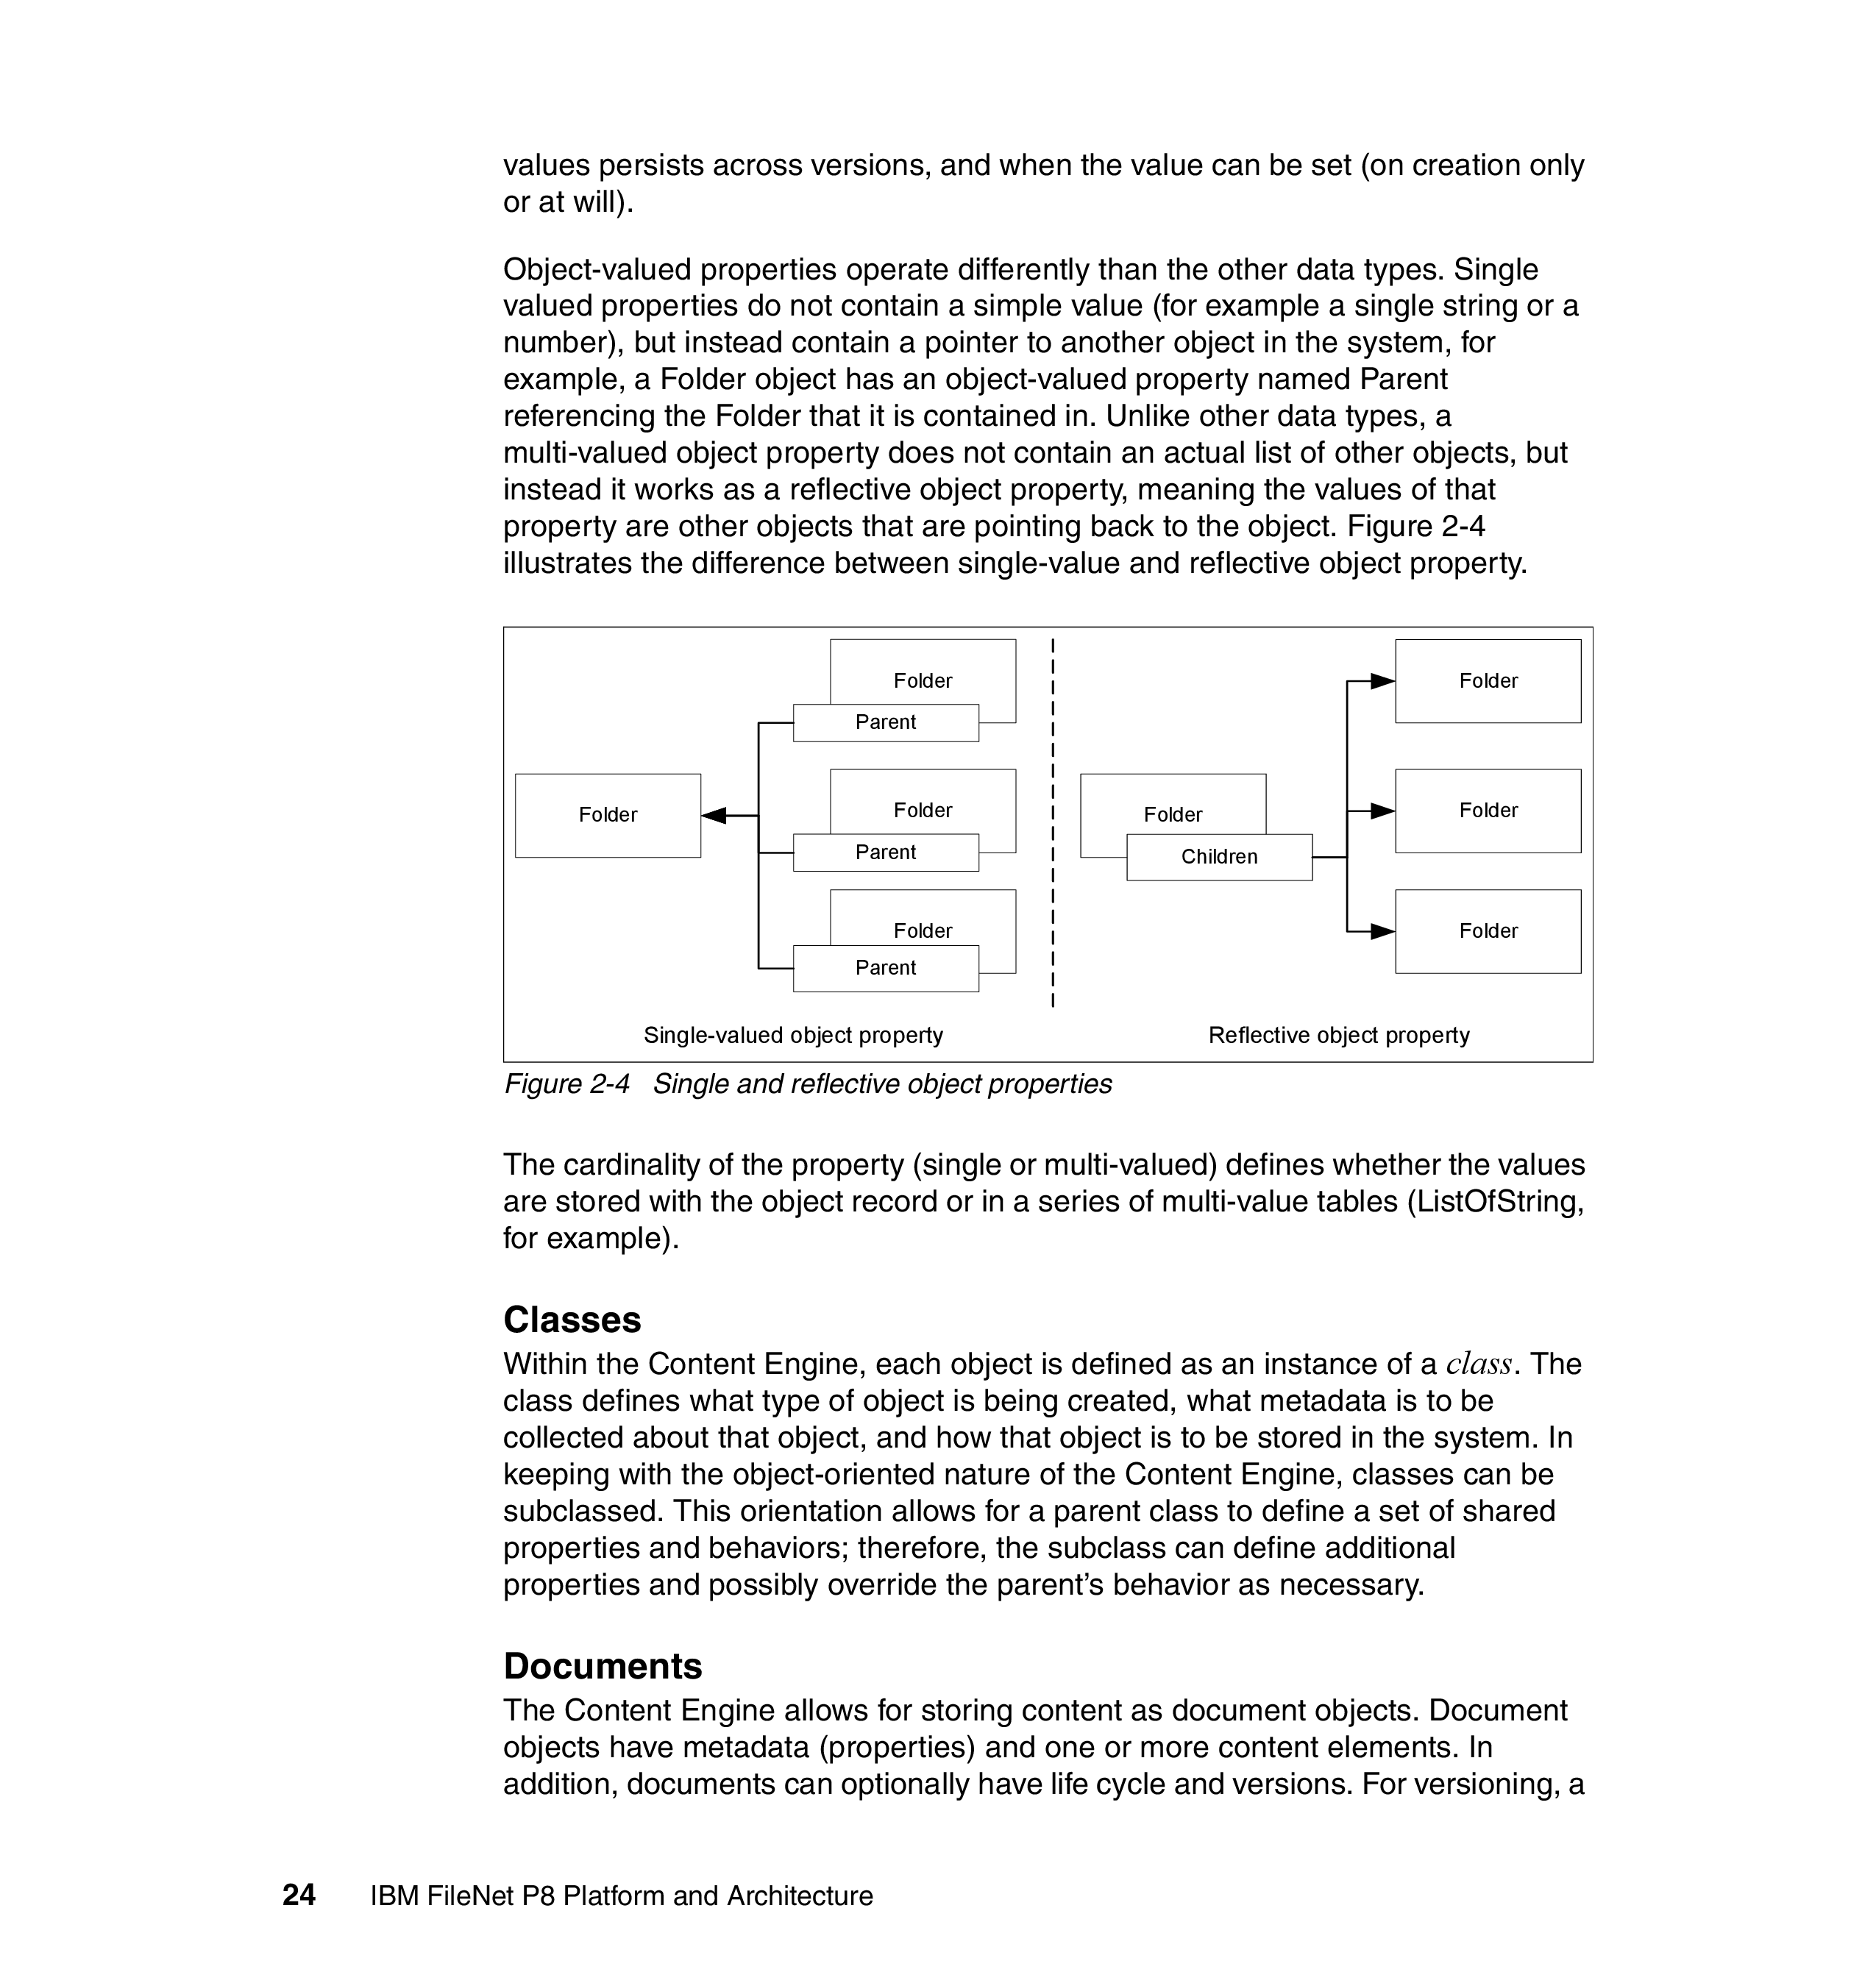 values persists across versions, and when the value can be set (on creation only
or at will).
Object-valued properties operate differently than the other data types. Single
valued properties do not contain a simple value (for example a single string or a
number), but instead contain a pointer to another object in the system, for
example, a Folder object has an object-valued property named Parent
referencing the Folder that it is contained in. Unlike other data types, a
multi-valued object property does not contain an actual list of other objects, but
instead it works as a reflective object property, meaning the values of that
property are other objects that are pointing back to the object. Figure 2-4
illustrates the difference between single-value and reflective object property.
Folder
Parent
Folder
Folder
Parent
Folder
Parent
Single-valued object property
Folder
Folder
Children
Folder
Folder
Reflective object property
Figure 2-4 Single and reflective object properties
The cardinality of the property (single or multi-valued) defines whether the values
are stored with the object record or in a series of multi-value tables (ListOfString,
for example).
Classes
Within the Content Engine, each object is defined as an instance of a class. The
class defines what type of object is being created, what metadata is to be
collected about that object, and how that object is to be stored in the system. In
keeping with the object-oriented nature of the Content Engine, classes can be
subclassed. This orientation allows for a parent class to define a set of shared
properties and behaviors; therefore, the subclass can define additional
properties and possibly override the parent’s behavior as necessary.
Documents
The Content Engine allows for storing content as document objects. Document
objects have metadata (properties) and one or more content elements. In
addition, documents can optionally have life cycle and versions. For versioning, a
24 IBM FileNet P8 Platform and Architecture